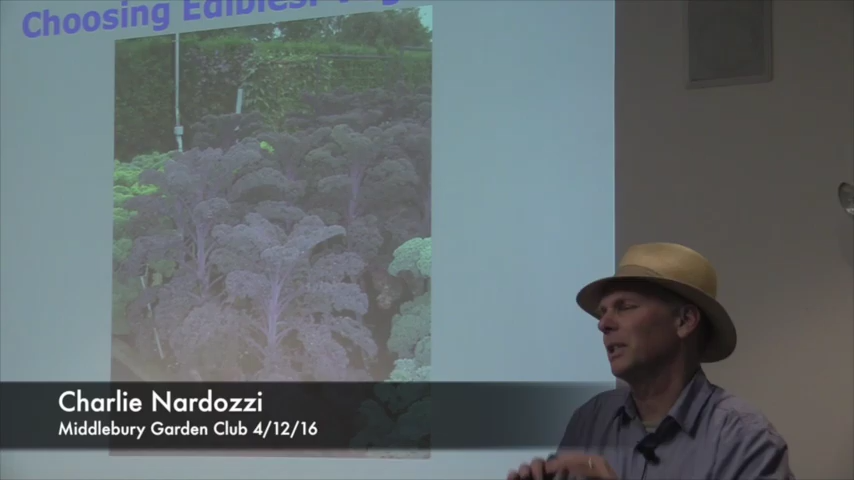 Choosing Edibles:
Charlie Nardozzi
Middlebury Garden Club 4/12/16